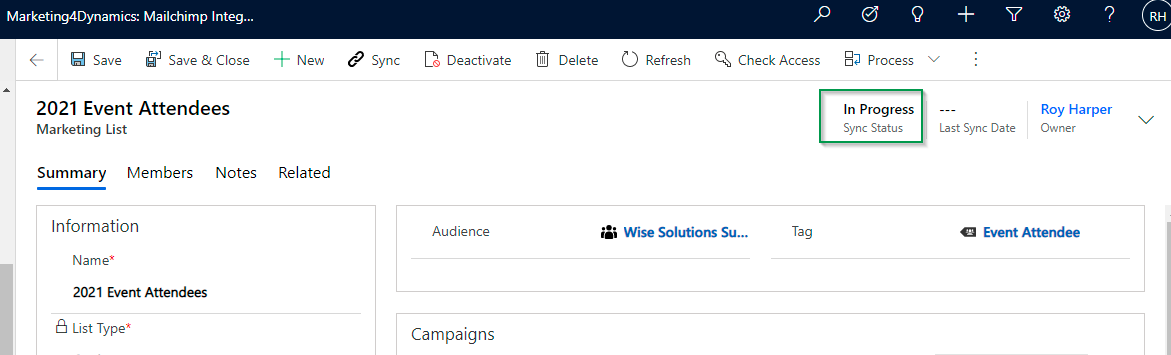 Marketing4Dynamics: Mailchimp Integ...
RH
Save
Save & Close
New
Sync
Deactivate
Delete
Refresh
Check Access
Process
2021 Event Attendees
Marketing List
In Progress
Sync Status
---
Last Sync Date
Roy Harper
Owner
Summary
Members
Notes
Related
Information
Name*
2021 Event Attendees
List Type*
Audience
Wise Solutions Su...
Tag
Event Attendee
Campaigns